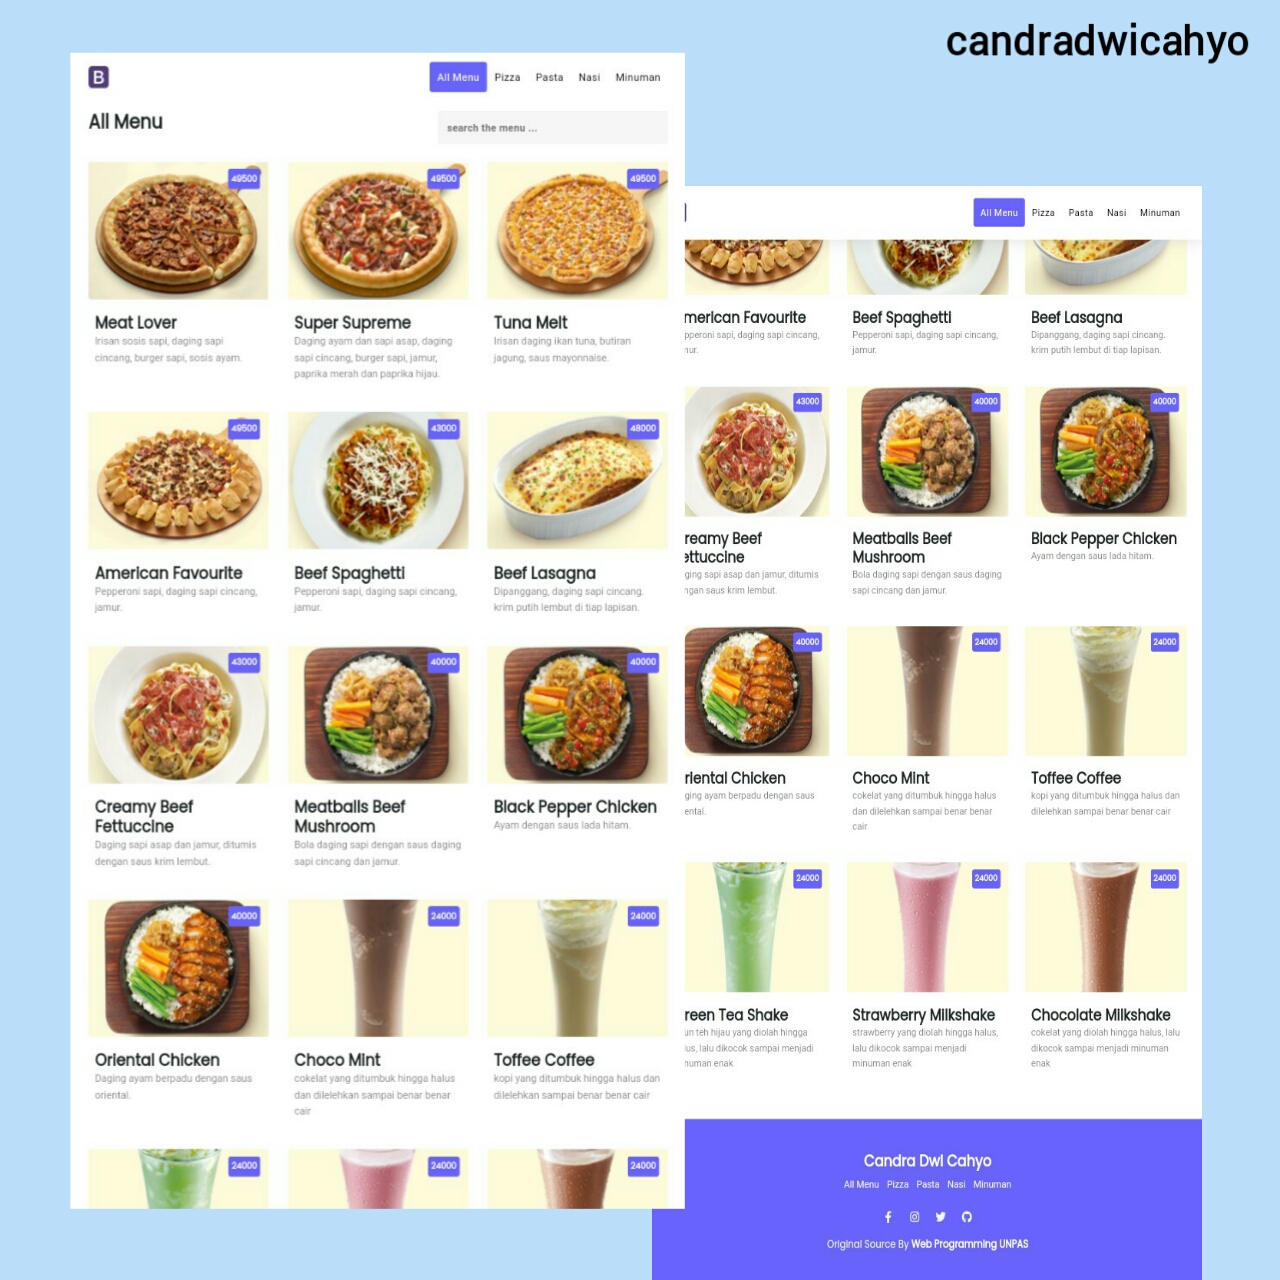 candradwicahyo
B
All Menu Pizza Pasta Nasi Minuman
All Menu
search the menu ...
49500 49500 49500
Meat Lover
Irisan sosis sapi, daging sapi
cincang, burger sapi, sosis ayam.
Super Supreme
Daging ayam dan sapi asap, daging
sapi cincang, burger sapi, jamur,
paprika merah dan paprika hijau.
Tuna Melt
Irisan daging ikan tuna, butiran
jagung, saus mayonnaise.
49500 43000 48000
American Favourite
Pepperoni sapi, daging sapi cincang,
jamur.
Beef Spaghetti
Pepperoni sapi, daging sapi cincang,
jamur.
Beef Lasagna
Dipanggang, daging sapi cincang.
krim putih lembut di tiap lapisan.
43000 40000 40000
Creamy Beef
Fettuccine
Daging sapi asap dan jamur, ditumis
dengan saus krim lembut.
Meatballs Beef
Mushroom
Bola daging sapi dengan saus daging
sapi cincang dan jamur.
Black Pepper Chicken
Ayam dengan saus lada hitam.
40000 24000 24000
Oriental Chicken
Daging ayam berpadu dengan saus
oriental.
Choco Mint
cokelat yang ditumbuk hingga halus
dan dilelehkan sampai benar benar
cair
Toffee Coffee
kopi yang ditumbuk hingga halus dan
dilelehkan sampai benar benar cair
24000 24000 24000
All Menu Pizza Pasta Nasi Minuman
merican Favourite
pperoni sapi, daging sapi cincang,
mur.
Beef Spaghetti
Pepperoni sapi, daging sapi cincang,
jamur.
Beef Lasagna
Dipanggang, daging sapi cincang.
krim putih lembut di tiap lapisan.
43000 40000 40000
reamy Beef
ettuccine
ging sapi asap dan jamur, ditumis
ngan saus krim lembut.
Meatballs Beef
Mushroom
Bola daging sapi dengan saus daging
sapi cincang dan jamur.
Black Pepper Chicken
Ayam dengan saus lada hitam.
40000 24000 24000
riental Chicken
ging ayam berpadu dengan saus
ental.
Choco Mint
cokelat yang ditumbuk hingga halus
dan dilelehkan sampai benar benar
cair
Toffee Coffee
kopi yang ditumbuk hingga halus dan
dilelehkan sampai benar benar cair
24000 24000 24000
reen Tea Shake
un teh hijau yang diolah hingga
lus, lalu dikocok sampai menjadi
numan enak
Strawberry Milkshake
strawberry yang diolah hingga halus,
lalu dikocok sampai menjadi
minuman enak
Chocolate Milkshake
cokelat yang diolah hingga halus, lalu
dikocok sampai menjadi minuman
enak
Candra Dwi Cahyo
All Menu Pizza Pasta Nasi Minuman
Original Source By Web Programming UNPAS